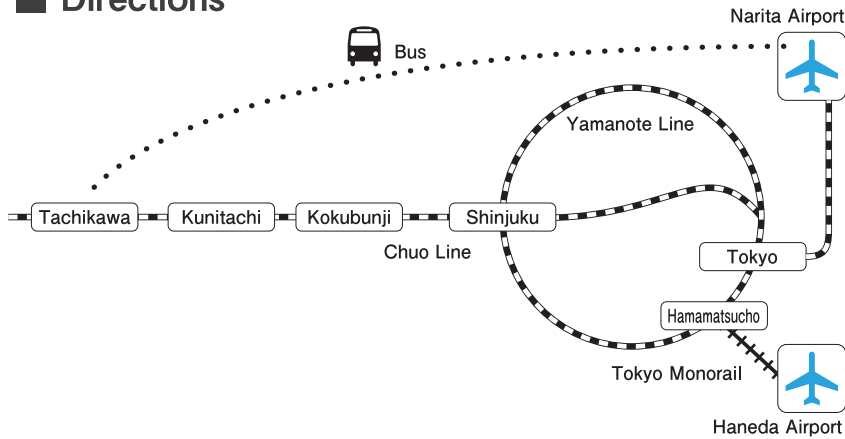 Directions
Narita Airport
Bus
Yamanote Line
Tachikawa
Kunitachi
Kokubunji
Shinjuku
Chuo Line
Tokyo
Hamamatsucho
Tokyo Monorail
Haneda Airport